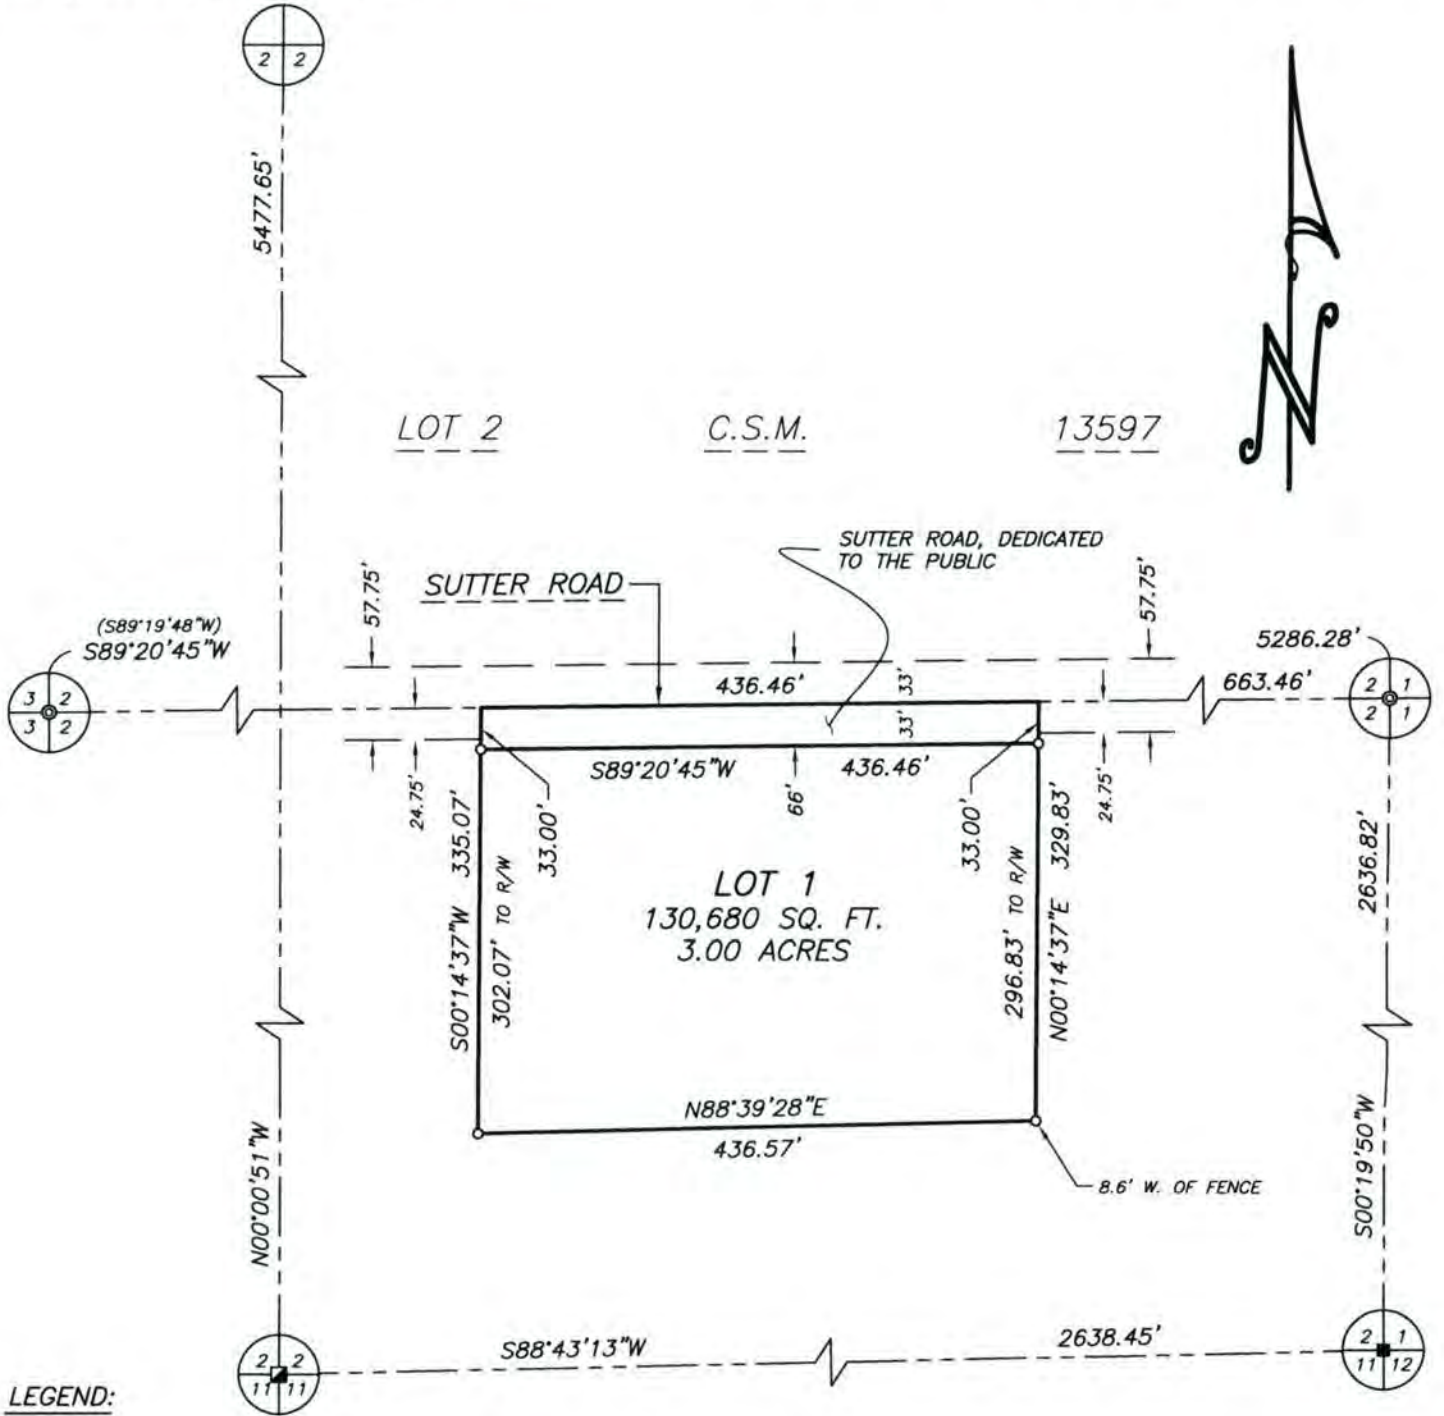 2 2
5477.65'
N
LOT 2 C.S.M. 13597
SUTTER ROAD, DEDICATED
TO THE PUBLIC
SUTTER ROAD
57.75'
57.75'
(S89°19'48"W)
S89°20'45"W
5286.28'
663.46'
3 2
3 2
2 1
2 1
436.46'
33'
33'
S89°20'45"W 436.46'
24.75'
24.75'
66'
33.00'
33.00'
S00°14'37"W 335.07'
302.07' TO R/W
LOT 1
130,680 SQ. FT.
3.00 ACRES
296.83' TO R/W
N00°14'37"E 329.83'
2636.82'
N88°39'28"E
436.57'
8.6' W. OF FENCE
N00°00'51"W
S00°19'50"W
S88°43'13"W 2638.45'
2 2
11 11
2 1
11 12
LEGEND: